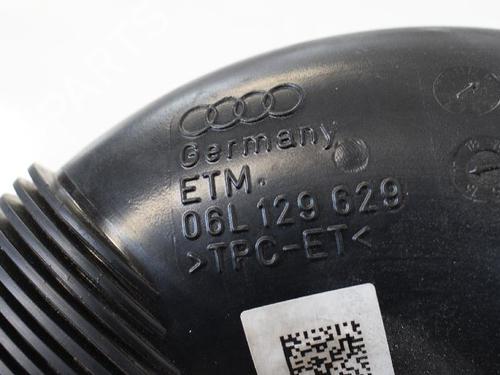 Germany
ETM.
06L 129 629
>TPC-ET<